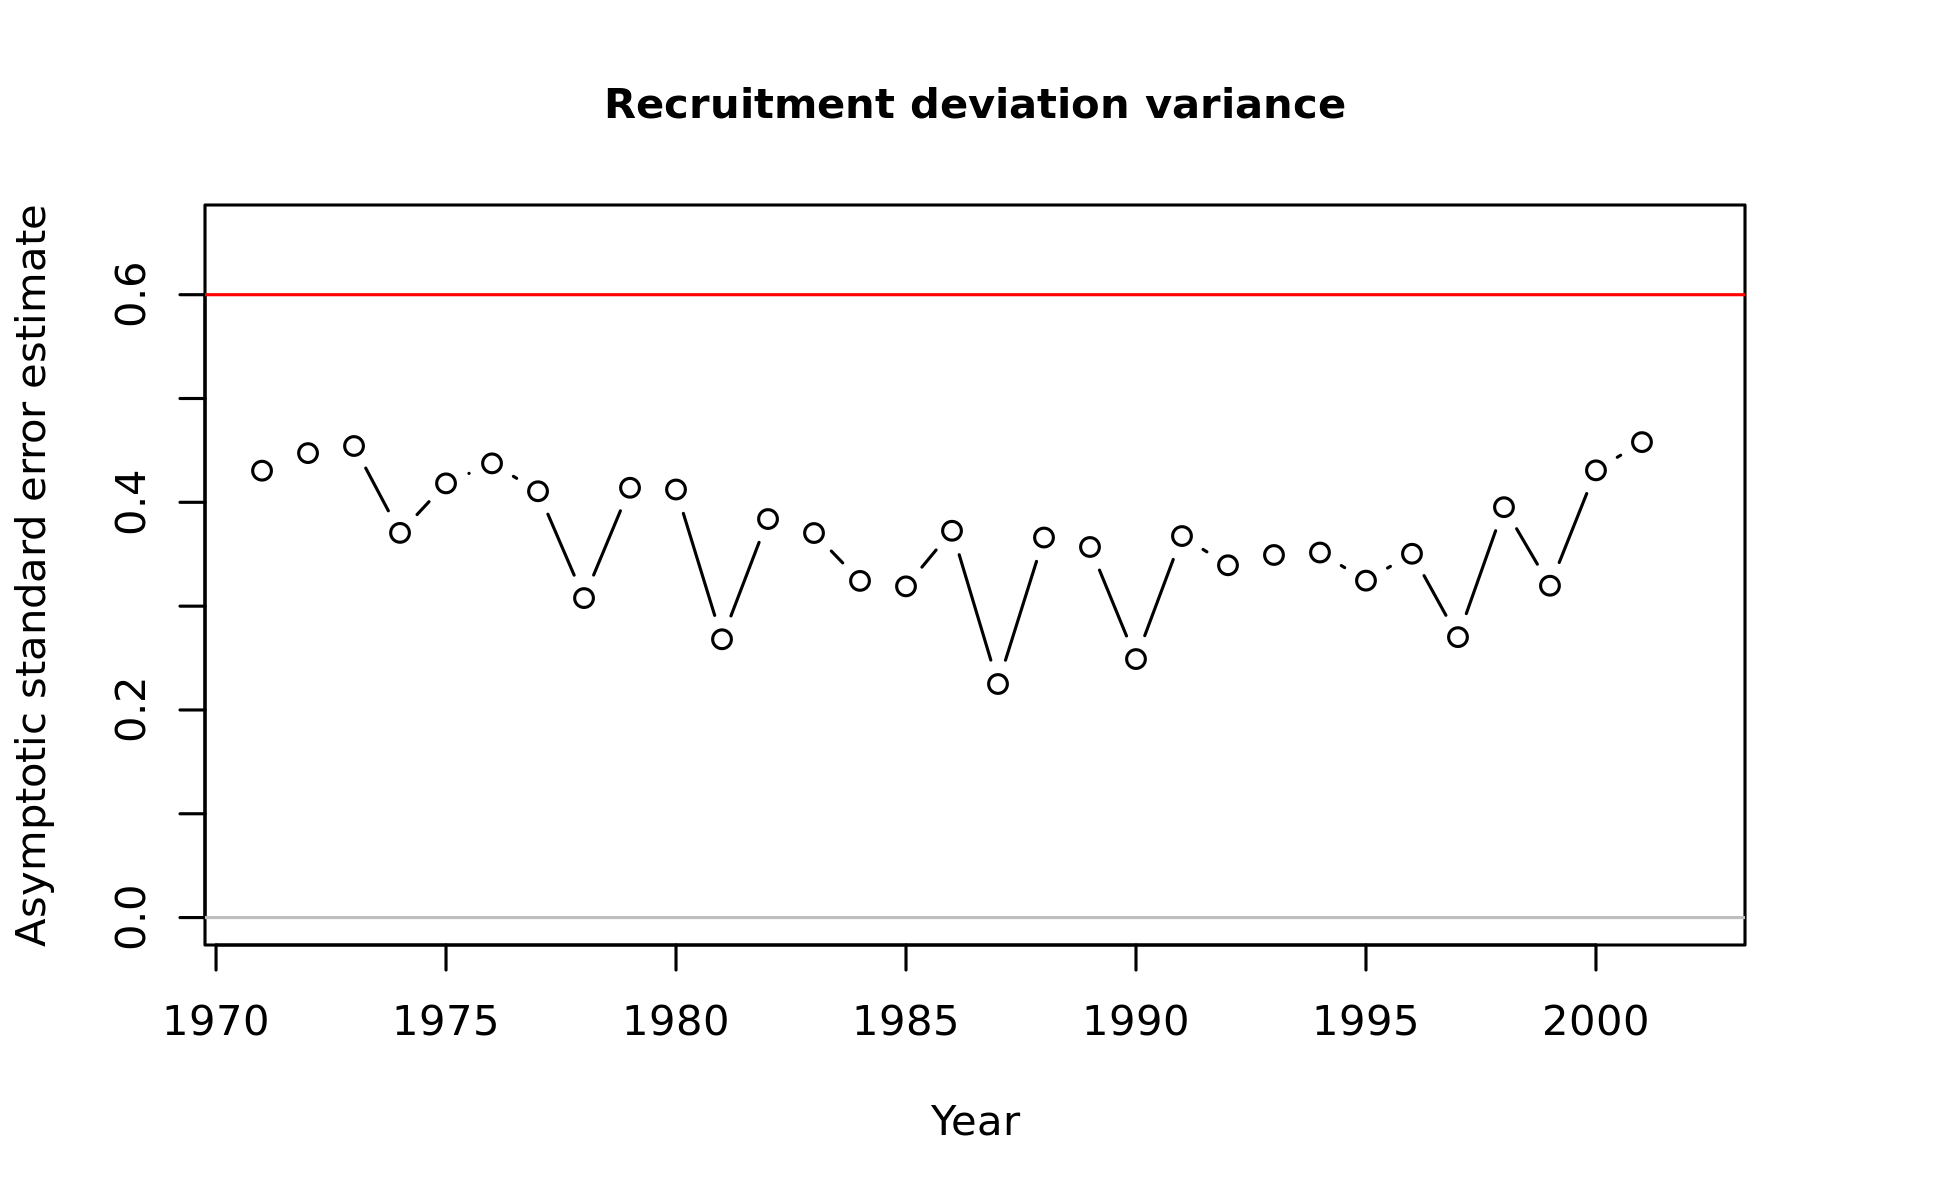 Recruitment deviation variance
Asymptotic standard error estimate
0.6
0.4
0.2
0.0
1970 1975 1980 1985 1990 1995 2000
Year